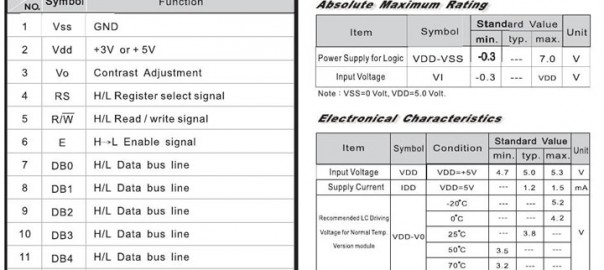 NO. Symbol Function
1 Vss GND
2 Vdd +3V or + 5V
3 Vo Contrast Adjustment
4 RS H/L Register select signal
5 R/W̅ H/L Read / write signal
6 E H→L Enable signal
7 DB0 H/L Data bus line
8 DB1 H/L Data bus line
9 DB2 H/L Data bus line
10 DB3 H/L Data bus line
11 DB4 H/L Data bus line
Absolute Maximum Rating
Item Symbol Standard Value Unit
min. typ. max.
Power Supply for Logic VDD-VSS -0.3 --- 7.0 V
Input Voltage VI -0.3 --- VDD V
Note : VSS=0 Volt, VDD=5.0 Volt.
Electronical Characteristics
Item Symbol Condition Standard Value Unit
min. typ. max.
Input Voltage VDD VDD=+5V 4.7 5.0 5.3 V
Supply Current IDD VDD=5V --- 1.2 1.5 mA
-20°C --- --- 5.2
Recommended LC Driving 0°C --- --- 4.2
Voltage for Normal Temp. VDD-V0 25°C --- 3.8 --- V
Version module 50°C 3.5 --- ---
70°C 3.2 --- ---